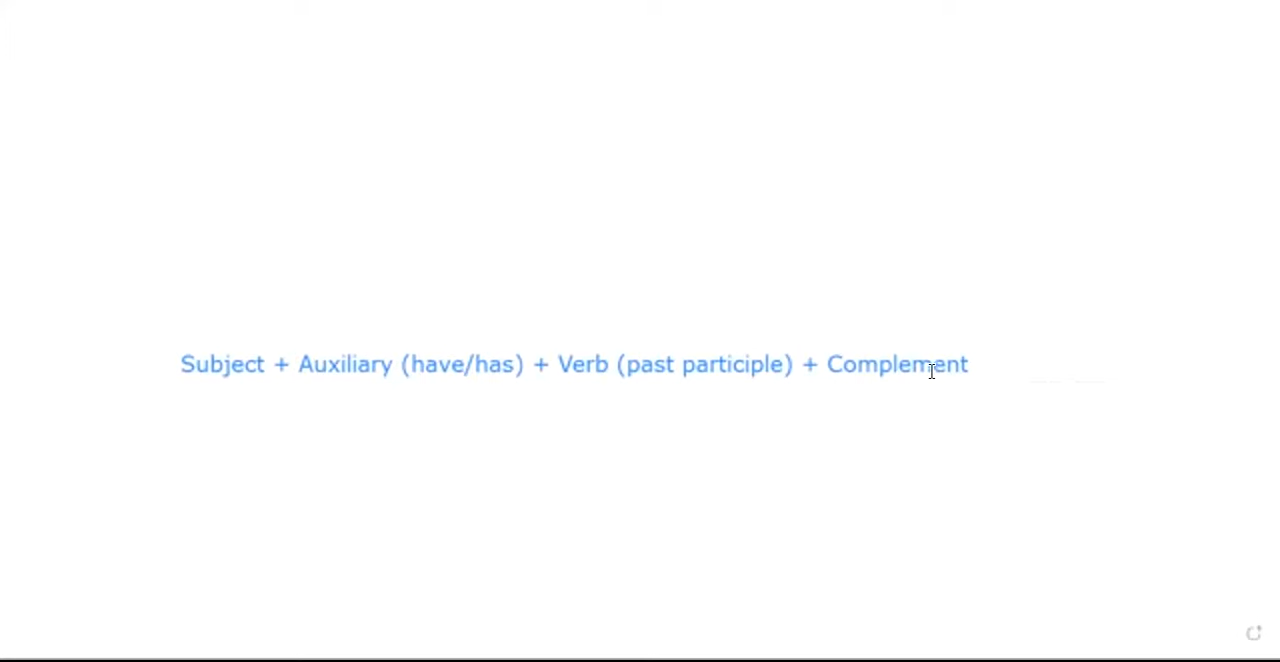 Subject + Auxiliary (have/has) + Verb (past participle) + Complement